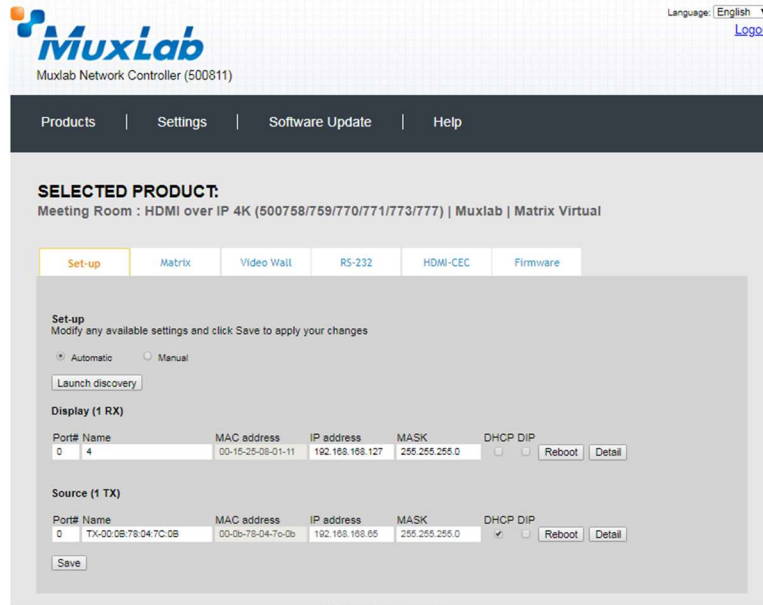 Language: English
Logo
MuxLab
Muxlab Network Controller (500811)
Products | Settings | Software Update | Help
SELECTED PRODUCT:
Meeting Room : HDMI over IP 4K (500758/759/770/771/773/777) | Muxlab | Matrix Virtual
Set-up Matrix Video Wall RS-232 HDMI-CEC Firmware
Set-up
Modify any available settings and click Save to apply your changes
Automatic Manual
Launch discovery
Display (1 RX)
Port# Name MAC address IP address MASK DHCP DIP
0 4 00-15-25-08-01-11 192.168.168.127 255.255.255.0 Reboot Detail
Source (1 TX)
Port# Name MAC address IP address MASK DHCP DIP
0 TX-00:0B:78:04:7C:0B 00-0b-78-04-7c-0b 192.168.168.65 255.255.255.0 Reboot Detail
Save